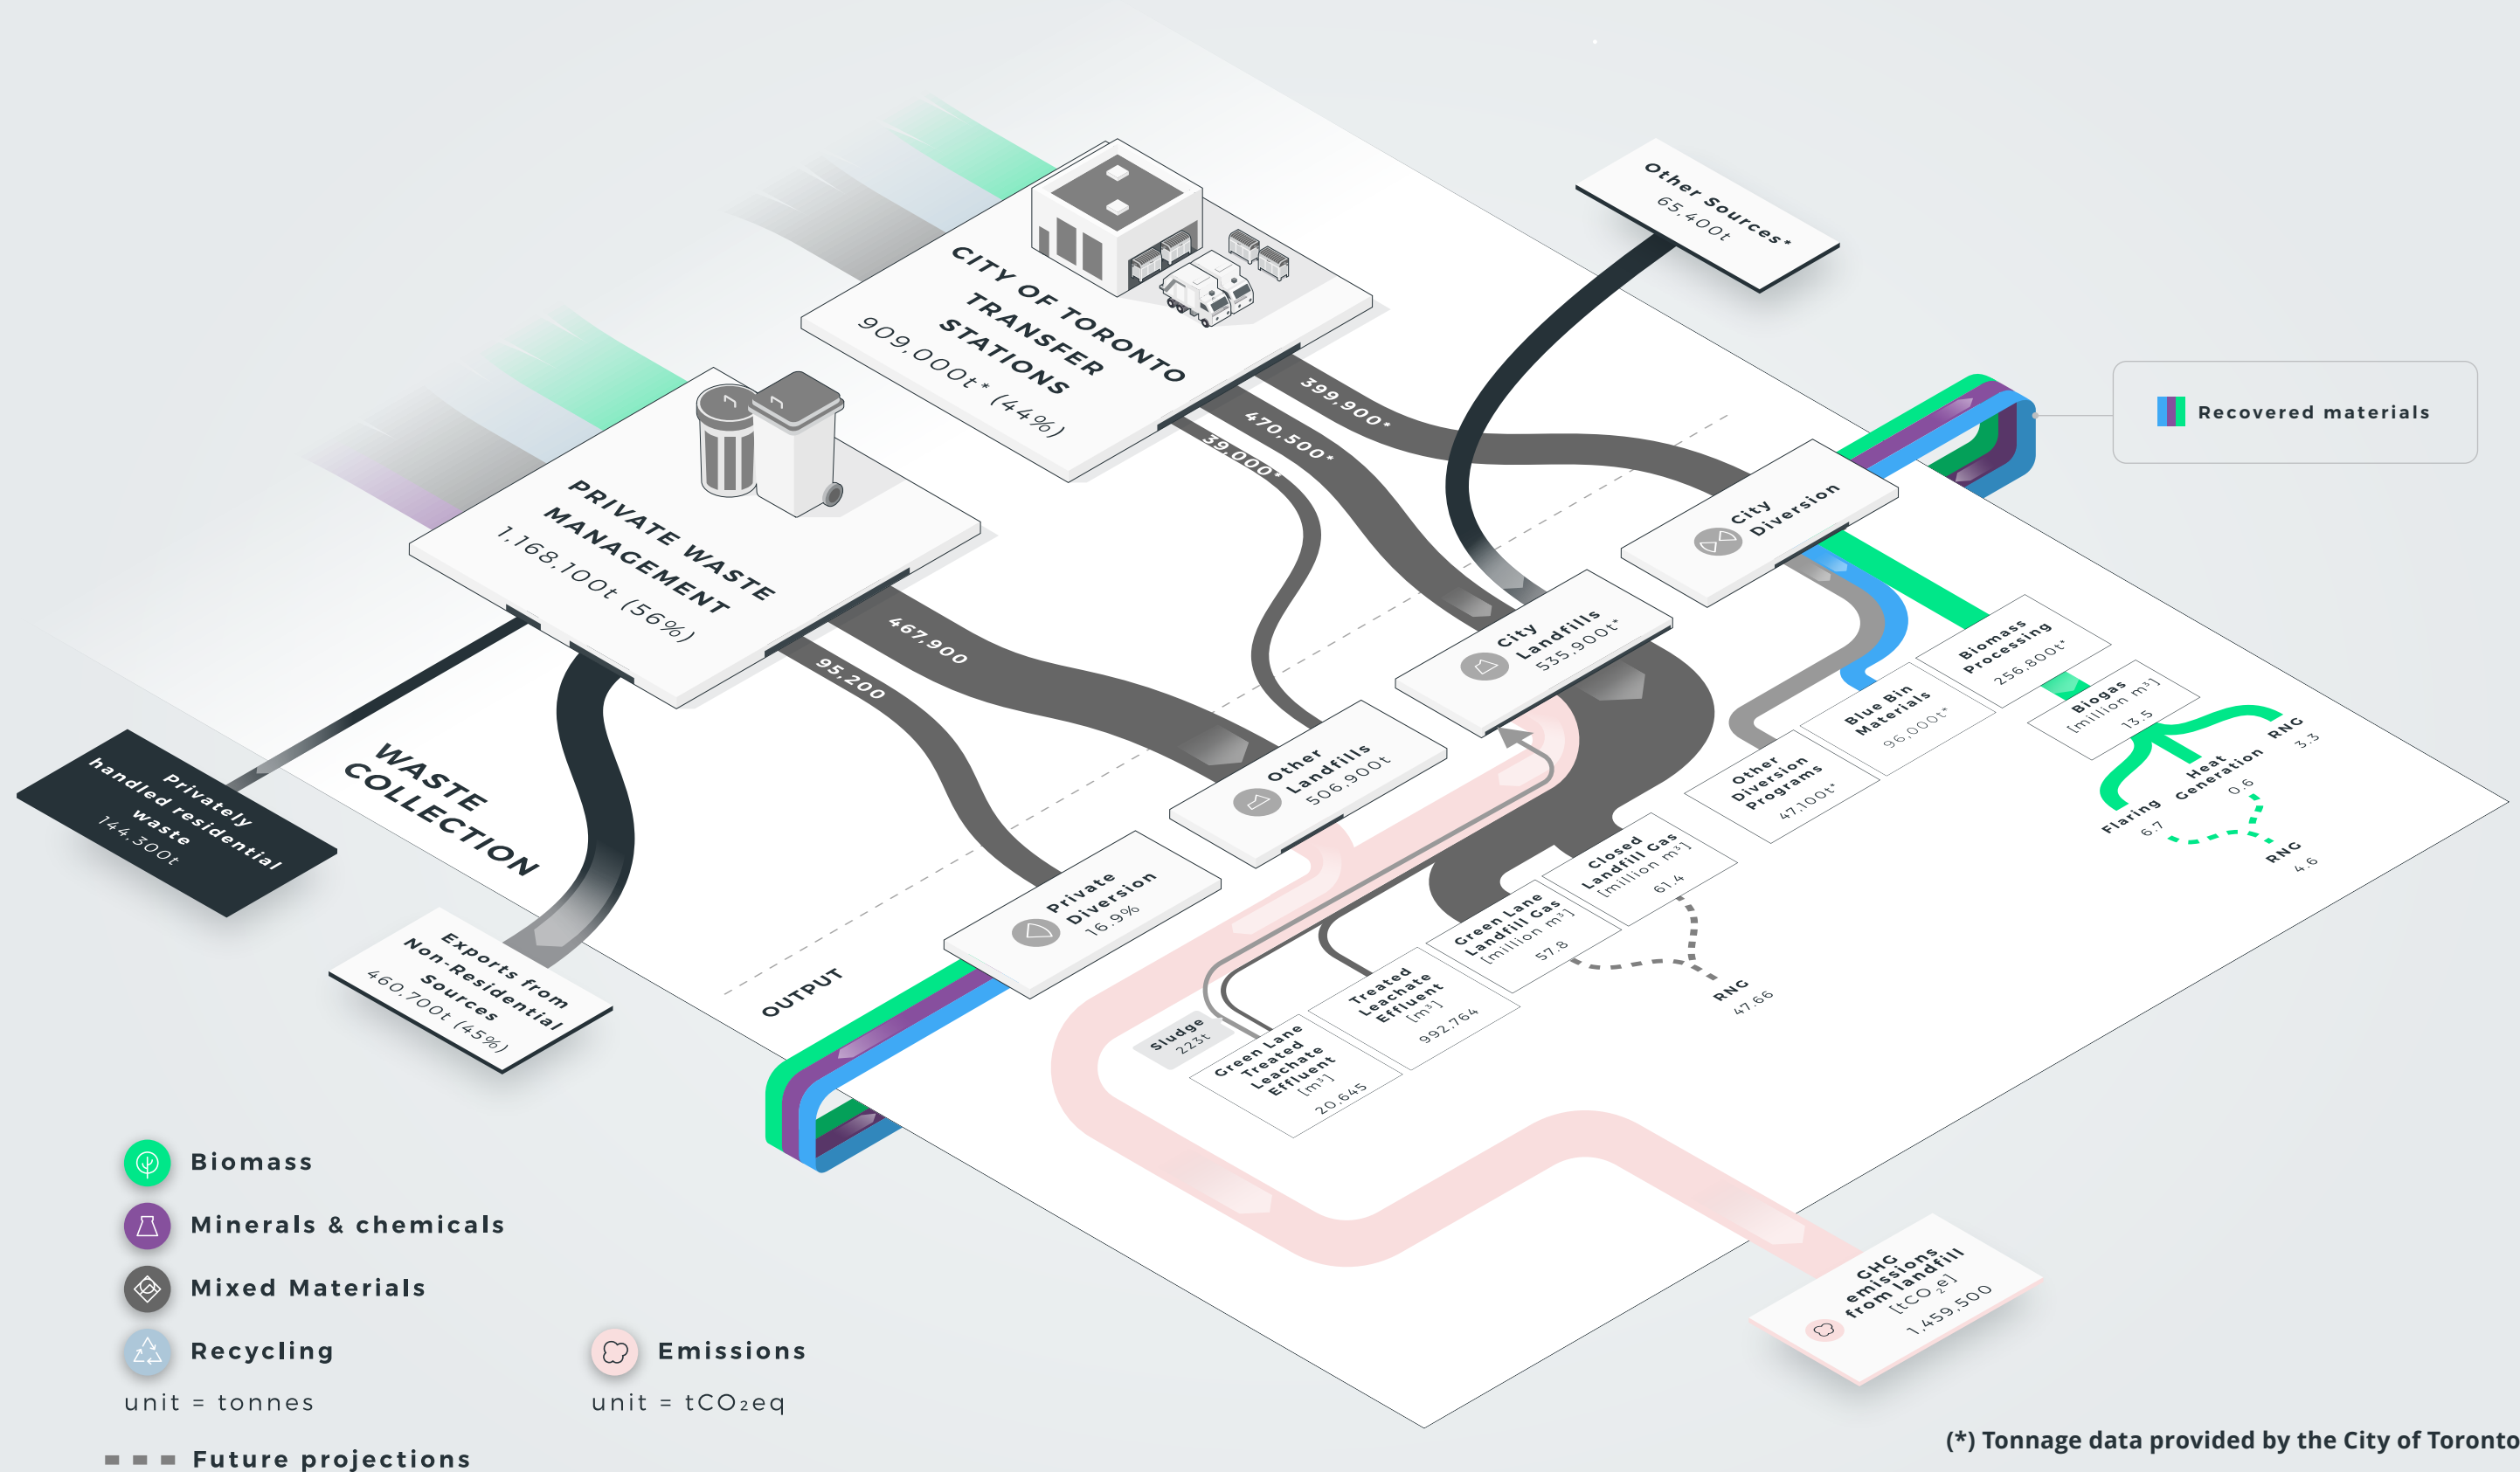 CITY OF TORONTO
TRANSFER
STATIONS
909,000t* (44%)
Other Sources*
65,400t
399,900*
470,500*
39,000*
Recovered materials
PRIVATE WASTE
MANAGEMENT
1,168,100t (56%)
467,900
95,200
City
Diversion
City
Landfills
535,900t*
Other
Landfills
506,900t
Private
Diversion
16.9%
Biomass
Processing
256,800t*
Blue Bin
Materials
96,000t*
Other
Diversion
Programs
47,100t*
Biogas
[million m³]
13.5
RNG
3.3
Heat
Generation
0.6
Flaring
6.7
RNG
4.6
Closed
Landfill Gas
[million m³]
61.4
Green Lane
Landfill Gas
[million m³]
57.8
RNG
47.66
Treated
Leachate
Effluent
[m³]
992,764
Sludge
223t
Green Lane
Treated
Leachate
Effluent
[m³]
20,645
Privately
handled residential
waste
144,300t
WASTE
COLLECTION
Exports from
Non-Residential
Sources
460,700t (45%)
OUTPUT
GHG
emissions
from landfill
[tCO₂e]
1,459,500
Biomass
Minerals & chemicals
Mixed Materials
Recycling
unit = tonnes
Emissions
unit = tCO₂eq
Future projections
(*) Tonnage data provided by the City of Toronto